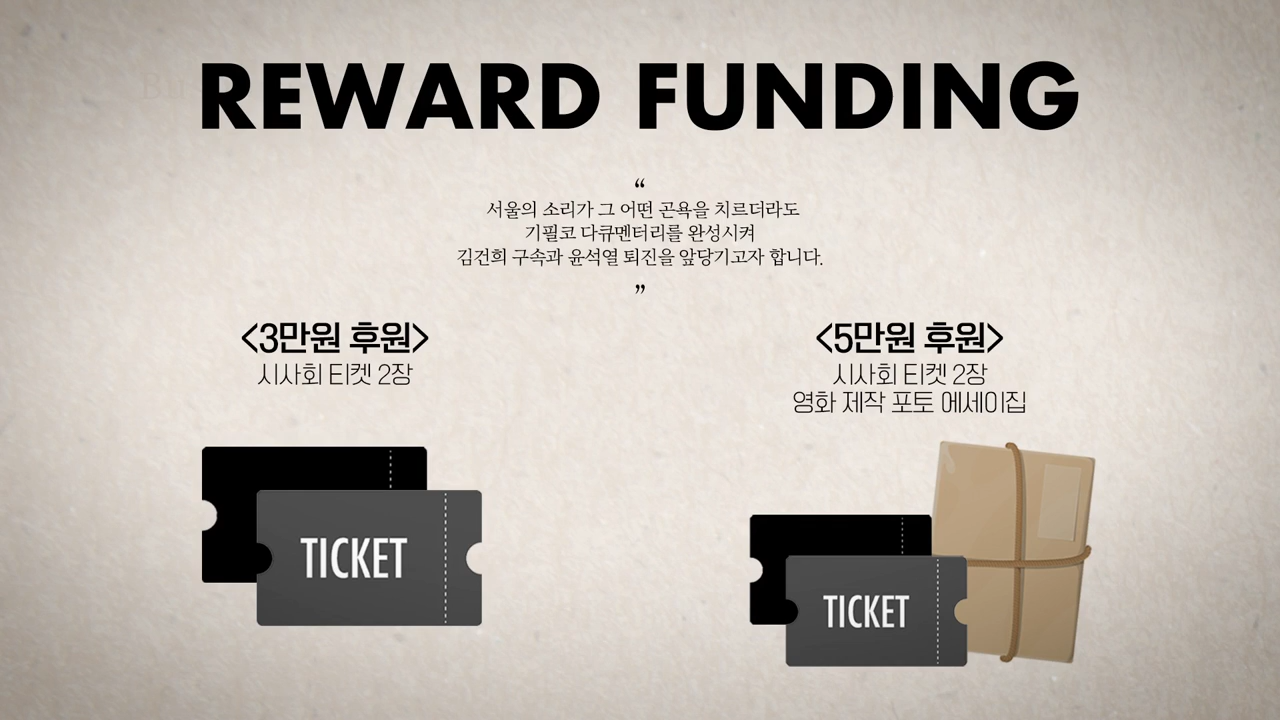 REWARD FUNDING
“
서울의 소리가 그 어떤 곤욕을 치르더라도
기필코 다큐멘터리를 완성시켜
김건희 구속과 윤석열 퇴진을 앞당기고자 합니다.
”
<3만원 후원>
시사회 티켓 2장
<5만원 후원>
시사회 티켓 2장
영화 제작 포토 에세이집
TICKET
TICKET